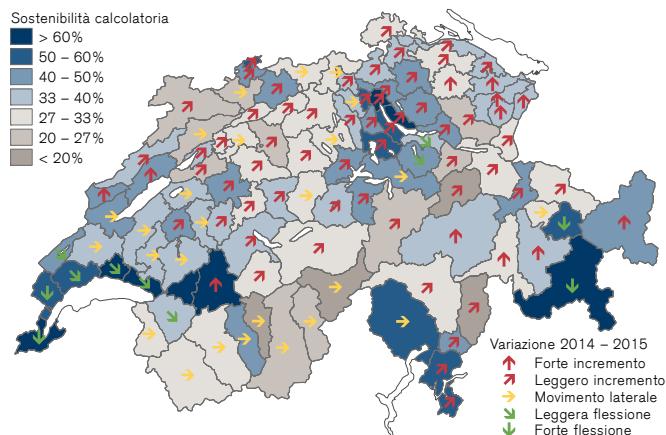 Sostenibilità calcolatoria
> 60%
50 – 60%
40 – 50%
33 – 40%
27 – 33%
20 – 27%
< 20%
Variazione 2014 – 2015
Forte incremento
Leggero incremento
Movimento laterale
Leggera flessione
Forte flessione